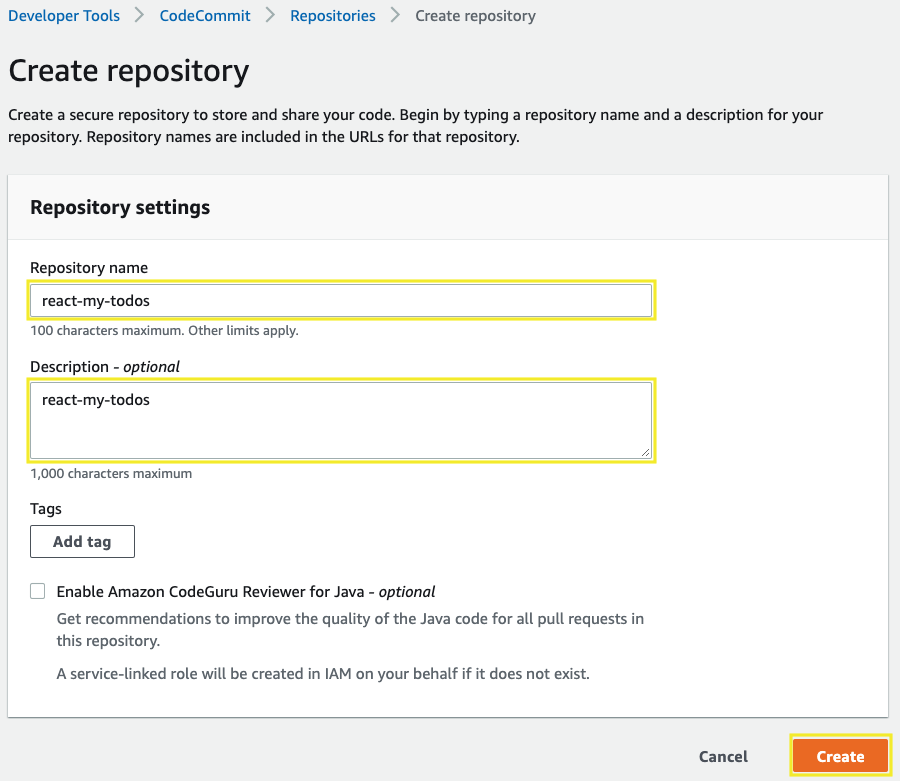 Developer Tools > CodeCommit > Repositories > Create repository
Create repository
Create a secure repository to store and share your code. Begin by typing a repository name and a description for your
repository. Repository names are included in the URLs for that repository.
Repository settings
Repository name
react-my-todos
100 characters maximum. Other limits apply.
Description - optional
react-my-todos
1,000 characters maximum
Tags
Add tag
Enable Amazon CodeGuru Reviewer for Java - optional
Get recommendations to improve the quality of the Java code for all pull requests in
this repository.
A service-linked role will be created in IAM on your behalf if it does not exist.
Cancel Create